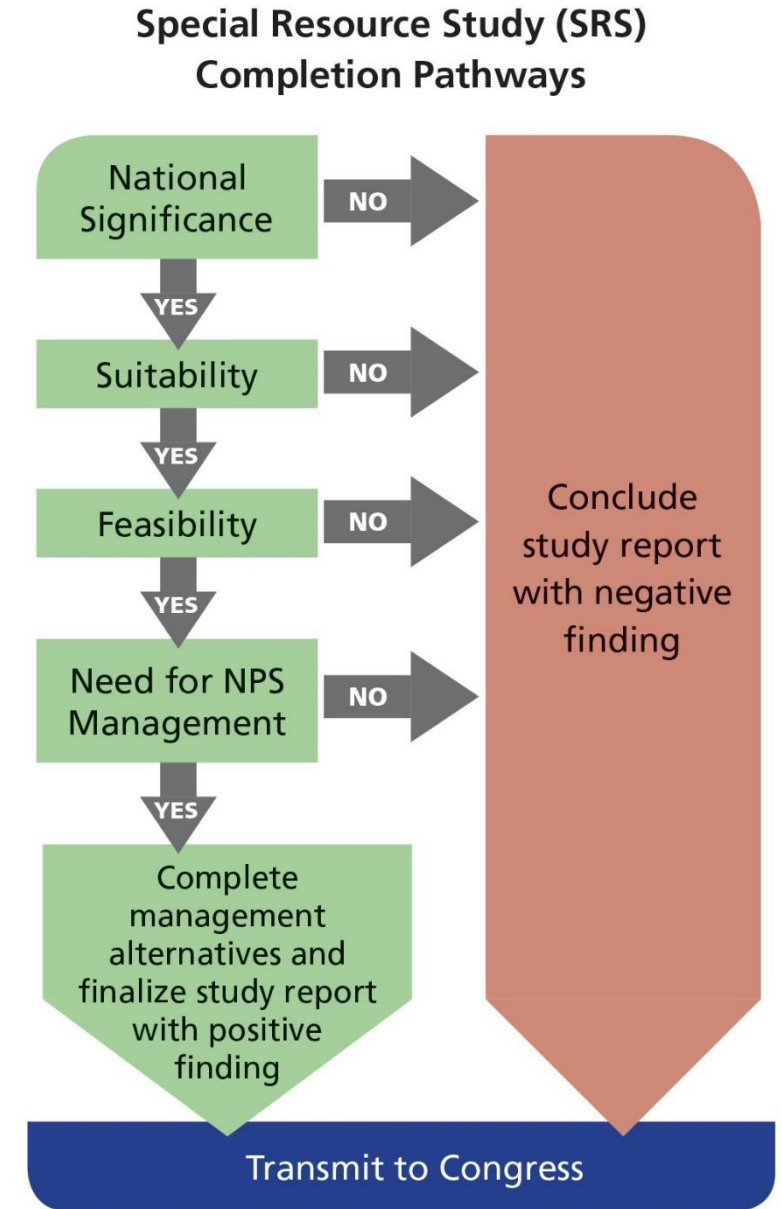 Special Resource Study (SRS)
Completion Pathways
National
Significance
NO
YES
Suitability
NO
YES
Feasibility
NO
YES
Need for NPS
Management
NO
YES
Complete
management
alternatives and
finalize study report
with positive
finding
Conclude
study report
with negative
finding
Transmit to Congress